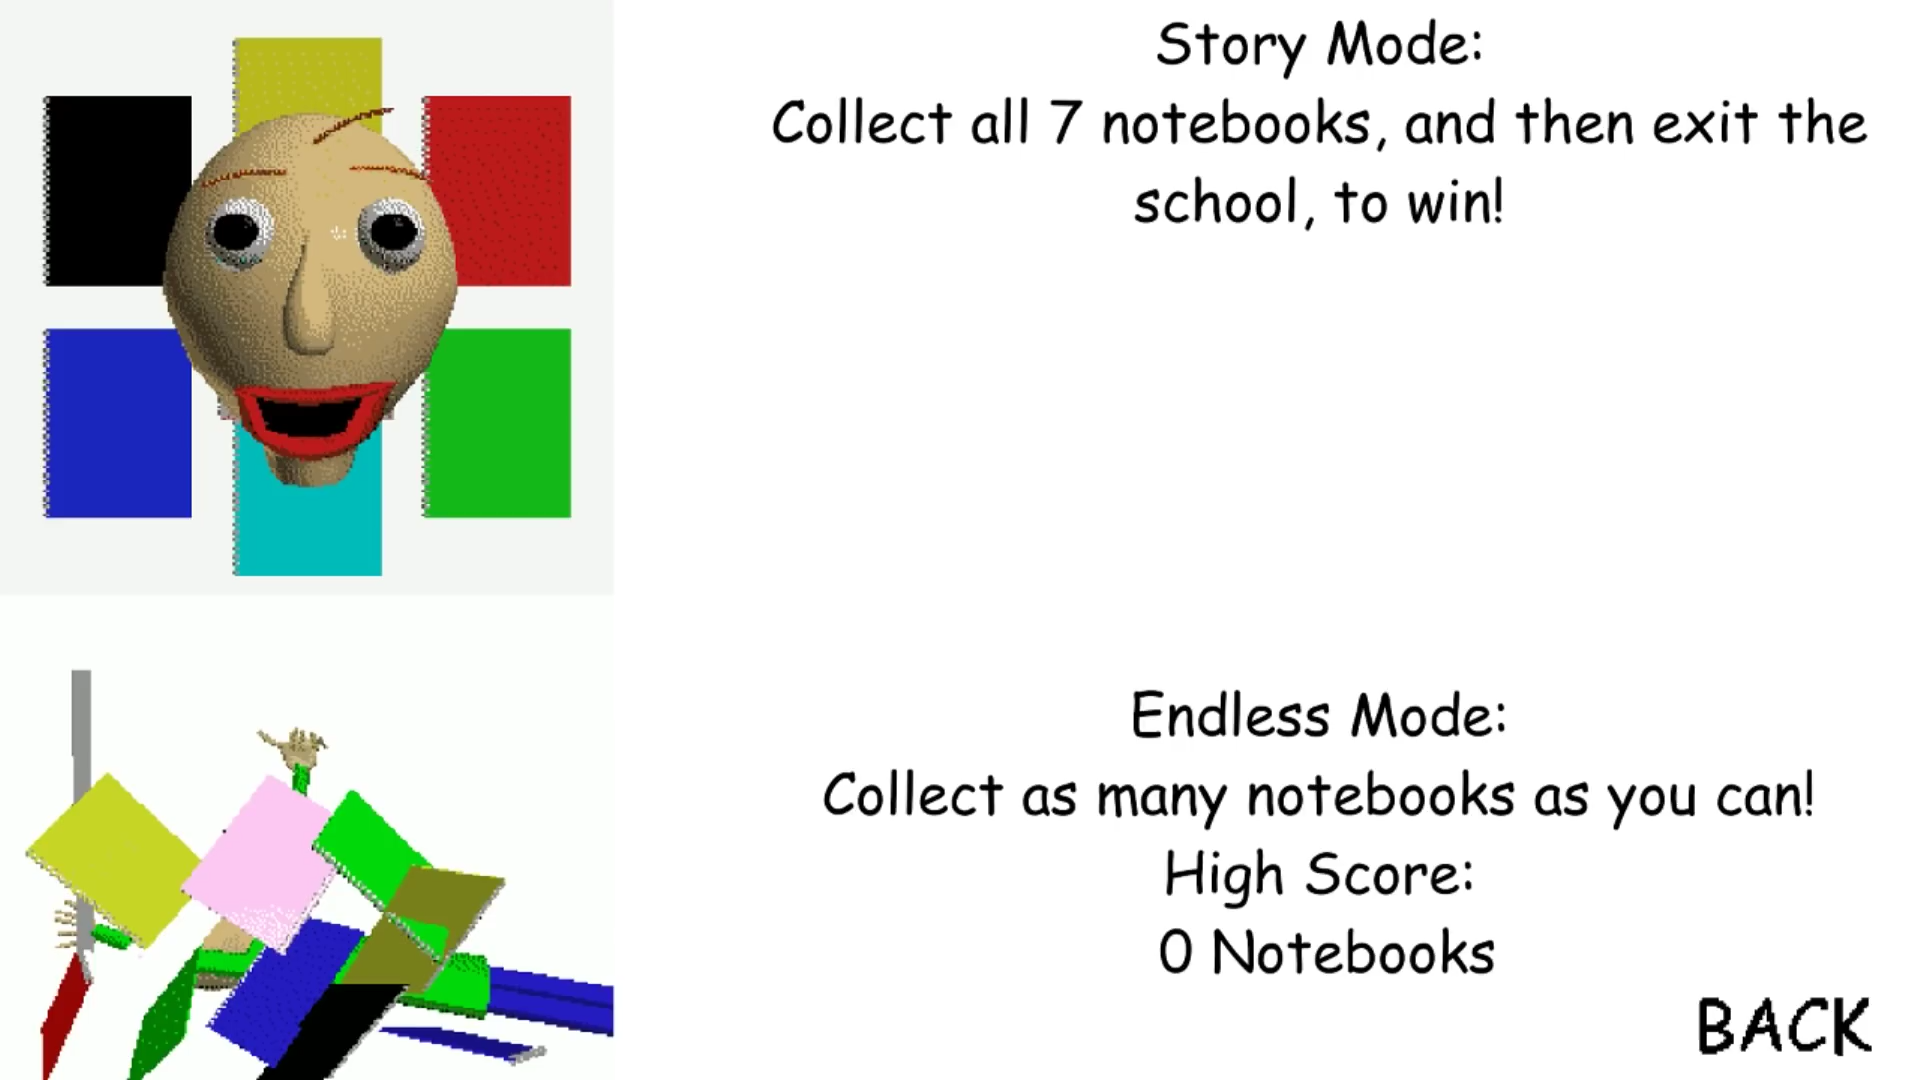 Story Mode:
Collect all 7 notebooks, and then exit the
school, to win!
Endless Mode:
Collect as many notebooks as you can!
High Score:
0 Notebooks
BACK